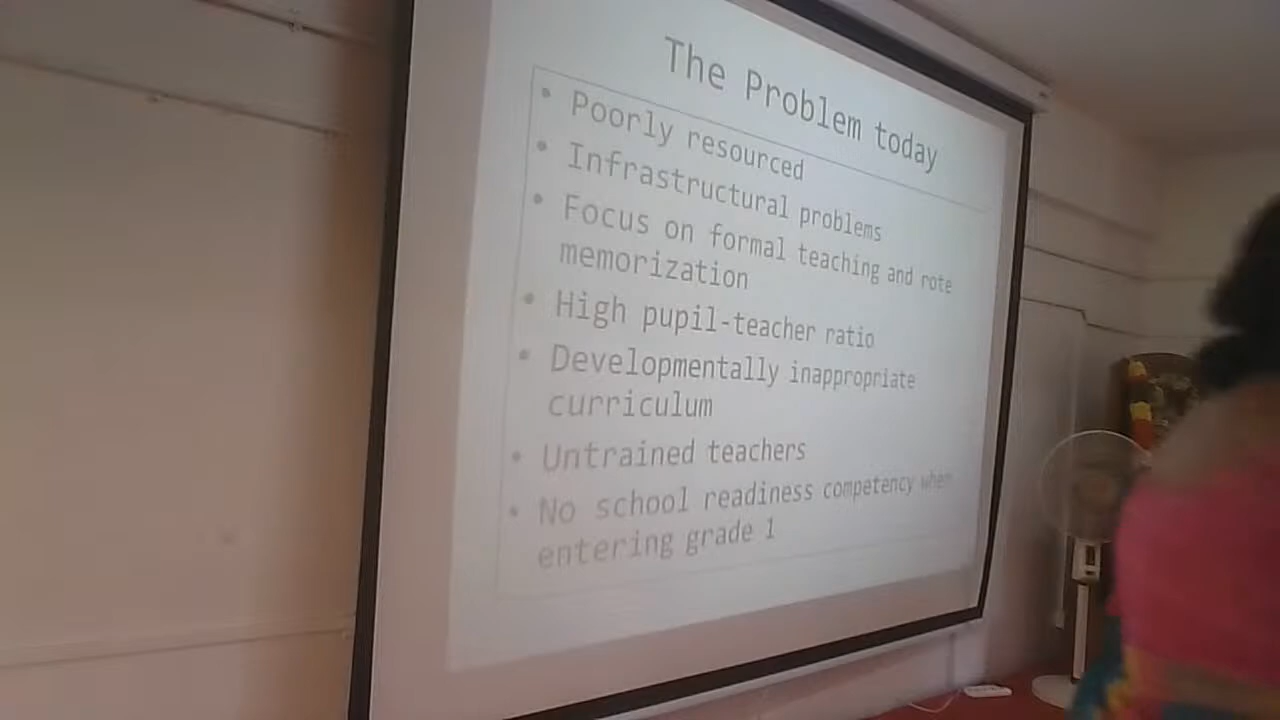 The Problem today
• Poorly resourced
• Infrastructural problems
• Focus on formal teaching and rote
memorization
• High pupil-teacher ratio
• Developmentally inappropriate
curriculum
• Untrained teachers
• No school readiness competency when
entering grade 1